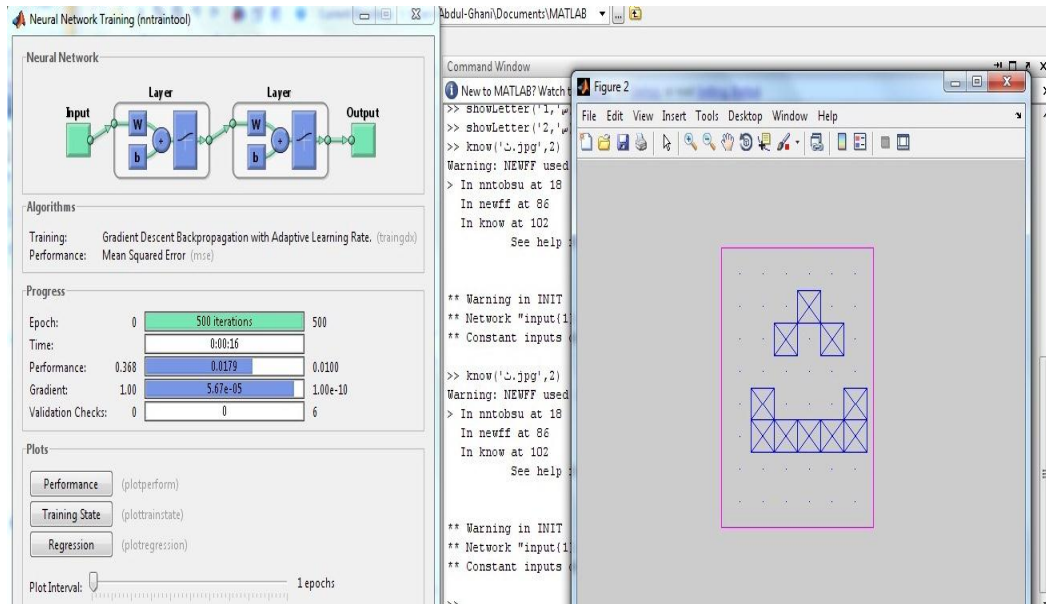 Neural Network Training (nntraintool)
Neural Network
Layer Layer
Input Output
W W
+ +
b b
Algorithms
Training: Gradient Descent Backpropagation with Adaptive Learning Rate. (traingdx)
Performance: Mean Squared Error (mse)
Progress
Epoch: 0 500 iterations 500
Time: 0:00:16
Performance: 0.368 0.0179 0.0100
Gradient: 1.00 5.67e-05 1.00e-10
Validation Checks: 0 0 6
Plots
Performance (plotperform)
Training State (plottrainstate)
Regression (plotregression)
Plot Interval: 1 epochs
Abdul-Ghani\Documents\MATLAB
Command Window
New to MATLAB? Watch
>> showLetter('1,'س
>> showLetter('2,'س
>> know('ث.jpg',2)
Warning: NEWFF used
> In nntobsu at 18
In newff at 86
In know at 102
See help
** Warning in INIT
** Network "input{1
** Constant inputs
>> know('ث.jpg',2)
Warning: NEWFF used
> In nntobsu at 18
In newff at 86
In know at 102
See help
** Warning in INIT
** Network "input{1
** Constant inputs
>>
Figure 2
File Edit View Insert Tools Desktop Window Help